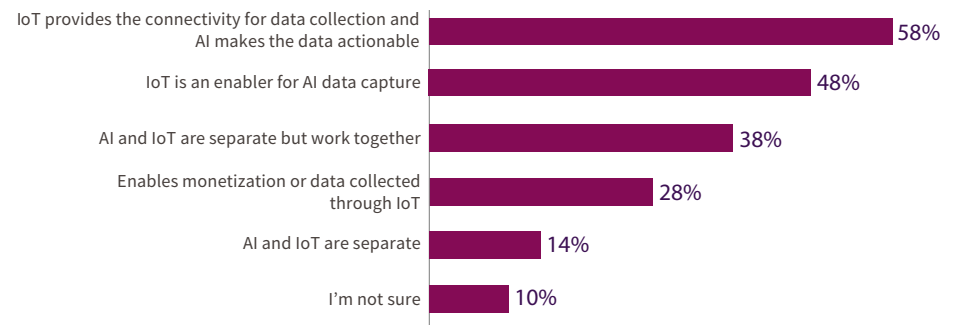 IoT provides the connectivity for data collection and
AI makes the data actionable
58%
IoT is an enabler for AI data capture
48%
AI and IoT are separate but work together
38%
Enables monetization or data collected
through IoT
28%
AI and IoT are separate
14%
I'm not sure
10%